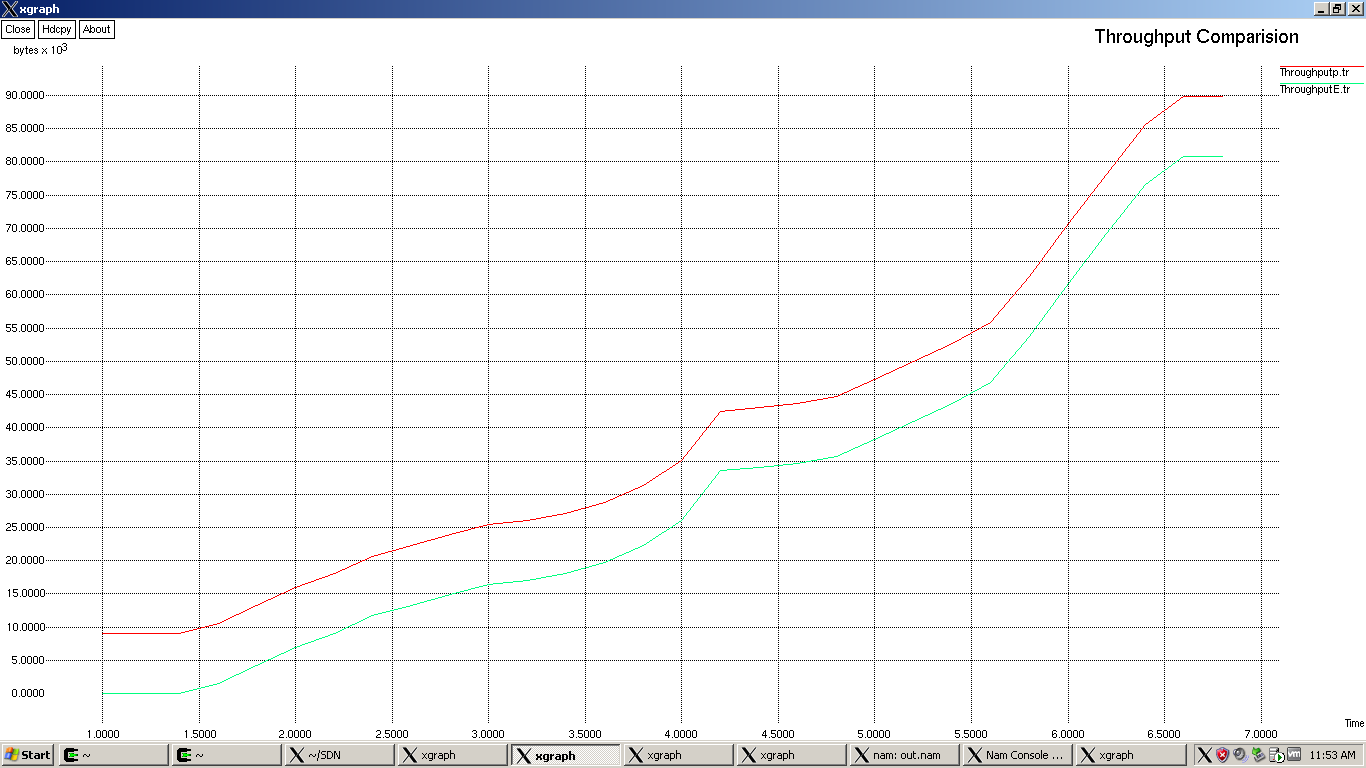 xgraph
Close Hdcpy About
bytes x 10³
Throughput Comparision
Throughputp.tr
ThroughputE.tr
90.0000
85.0000
80.0000
75.0000
70.0000
65.0000
60.0000
55.0000
50.0000
45.0000
40.0000
35.0000
30.0000
25.0000
20.0000
15.0000
10.0000
5.0000
0.0000
Time
1.0000 1.5000 2.0000 2.5000 3.0000 3.5000 4.0000 4.5000 5.0000 5.5000 6.0000 6.5000 7.0000
Start ~ ~ ~/SDN xgraph xgraph xgraph xgraph nam: out.nam Nam Console ... xgraph vm 11:53 AM